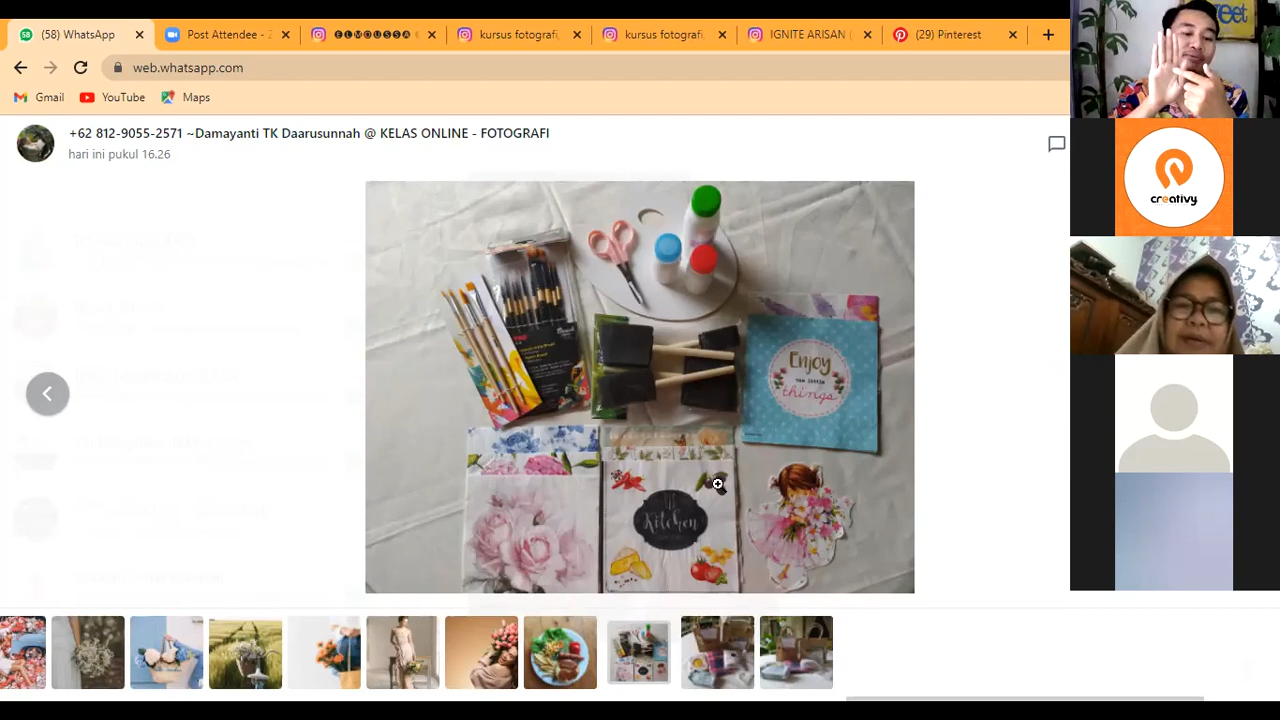 (58) WhatsApp
Post Attendee - Z
ELMOUSSA
kursus fotografi,
kursus fotografi,
IGNITE ARISAN (
(29) Pinterest
web.whatsapp.com
Gmail
YouTube
Maps
+62 812-9055-2571 ~Damayanti TK Daarusunnah @ KELAS ONLINE - FOTOGRAFI
hari ini pukul 16.26
creativy
Enjoy
things
Kitchen